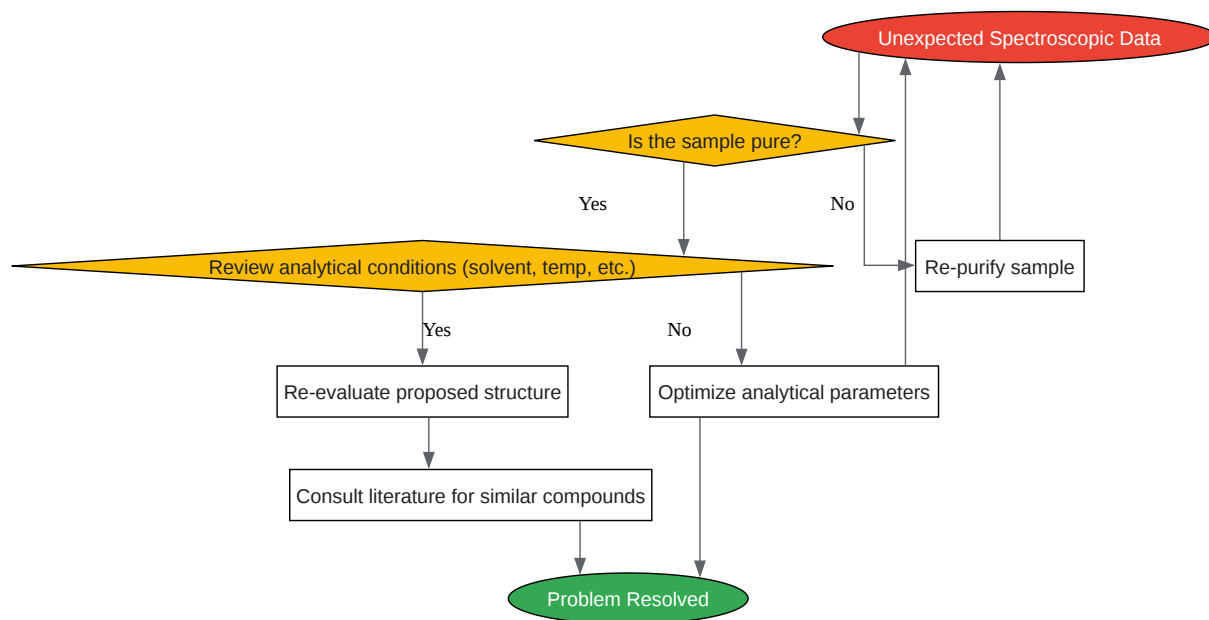 Unexpected Spectroscopic Data
Is the sample pure?
Yes
No
Review analytical conditions (solvent, temp, etc.)
Re-purify sample
Yes
No
Re-evaluate proposed structure
Optimize analytical parameters
Consult literature for similar compounds
Problem Resolved